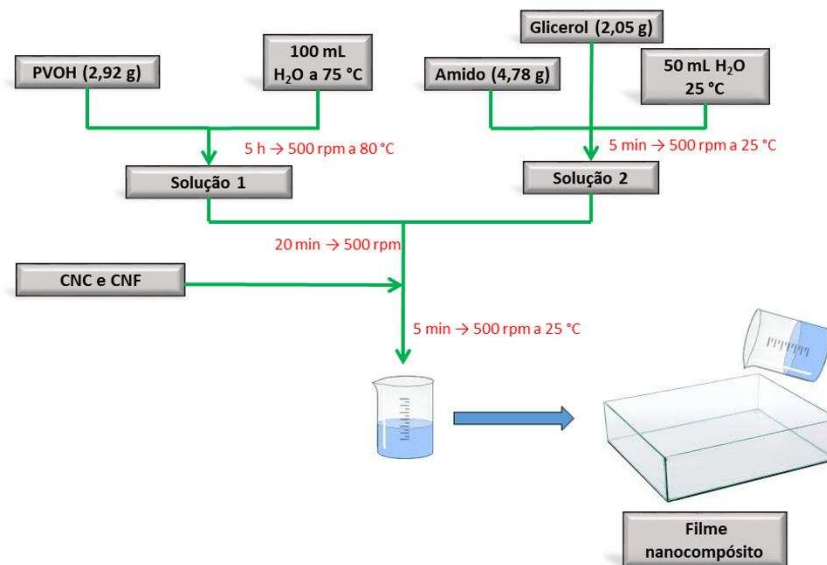 PVOH (2,92 g)
100 mL
H₂O a 75 °C
Glicerol (2,05 g)
Amido (4,78 g)
50 mL H₂O
25 °C
5 h → 500 rpm a 80 °C
5 min → 500 rpm a 25 °C
Solução 1
Solução 2
20 min → 500 rpm
CNC e CNF
5 min → 500 rpm a 25 °C
Filme
nanocompósito